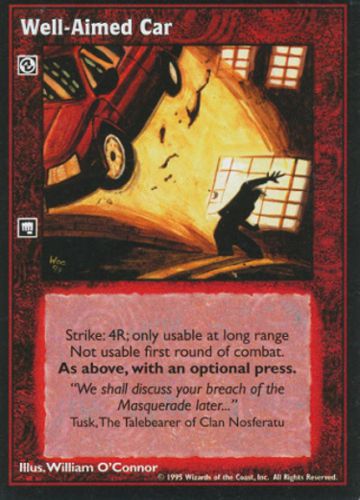 Well-Aimed Car
Strike: 4R; only usable at long range
Not usable first round of combat.
As above, with an optional press.
"We shall discuss your breach of the
Masquerade later..."
Tusk, The Talebearer of Clan Nosferatu
Illus. William O'Connor
© 1995 Wizards of the Coast, Inc. All rights reserved.